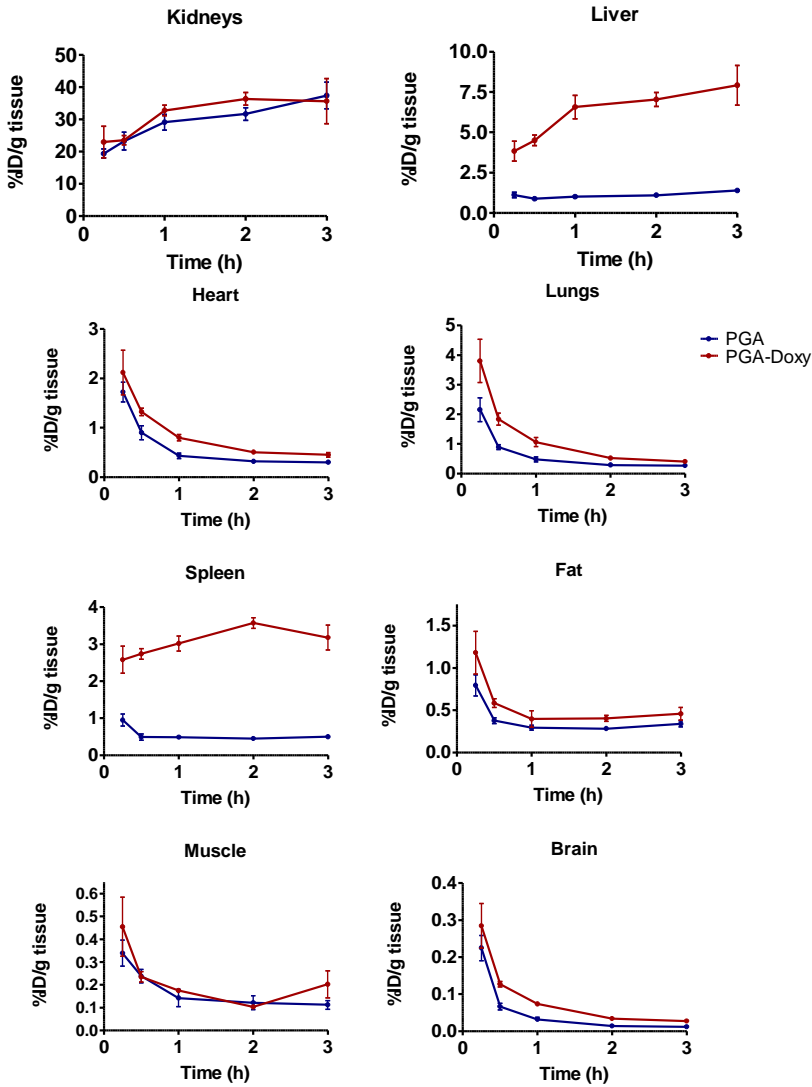 Kidneys
%ID/g tissue
50
40
30
20
10
0
0 1 2 3
Time (h)
Liver
%ID/g tissue
10.0
7.5
5.0
2.5
0.0
0 1 2 3
Time (h)
Heart
%ID/g tissue
3
2
1
0
0 1 2 3
Time (h)
Lungs
%ID/g tissue
5
4
3
2
1
0
0 1 2 3
Time (h)
PGA
PGA-Doxy
Spleen
%ID/g tissue
4
3
2
1
0
0 1 2 3
Time (h)
Fat
%ID/g tissue
1.5
1.0
0.5
0.0
0 1 2 3
Time (h)
Muscle
%ID/g tissue
0.6
0.5
0.4
0.3
0.2
0.1
0.0
0 1 2 3
Time (h)
Brain
%ID/g tissue
0.4
0.3
0.2
0.1
0.0
0 1 2 3
Time (h)